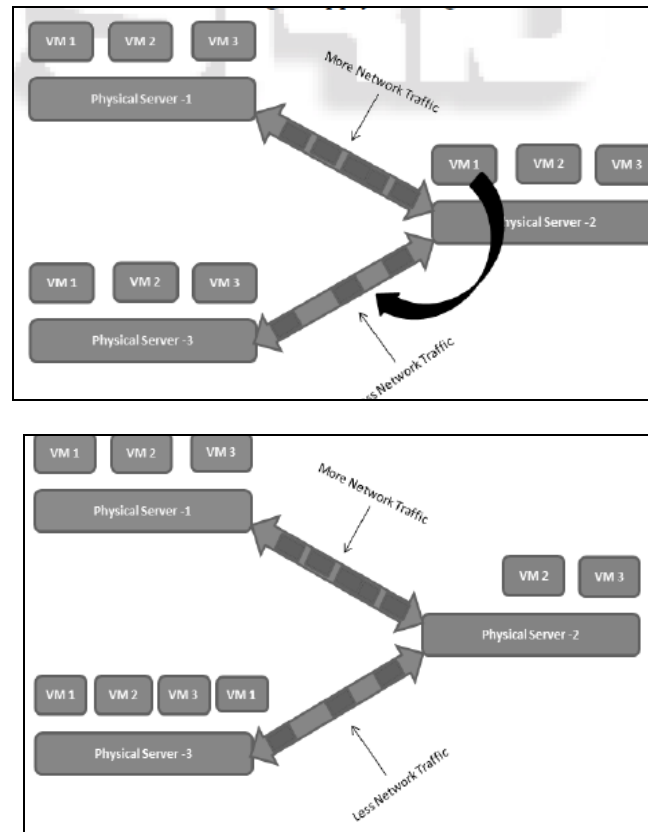 VM 1 VM 2 VM 3
Physical Server -1
More Network Traffic
VM 1 VM 2 VM 3
Physical Server -2
VM 1 VM 2 VM 3
Physical Server -3
Network Traffic
VM 1 VM 2 VM 3
Physical Server -1
More Network Traffic
VM 2 VM 3
Physical Server -2
VM 1 VM 2 VM 3 VM 1
Physical Server -3
Less Network Traffic